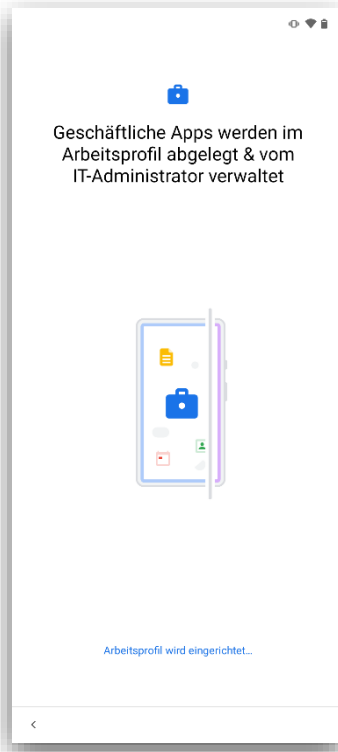 Geschäftliche Apps werden im
Arbeitsprofil abgelegt & vom
IT-Administrator verwaltet
Arbeitsprofil wird eingerichtet...